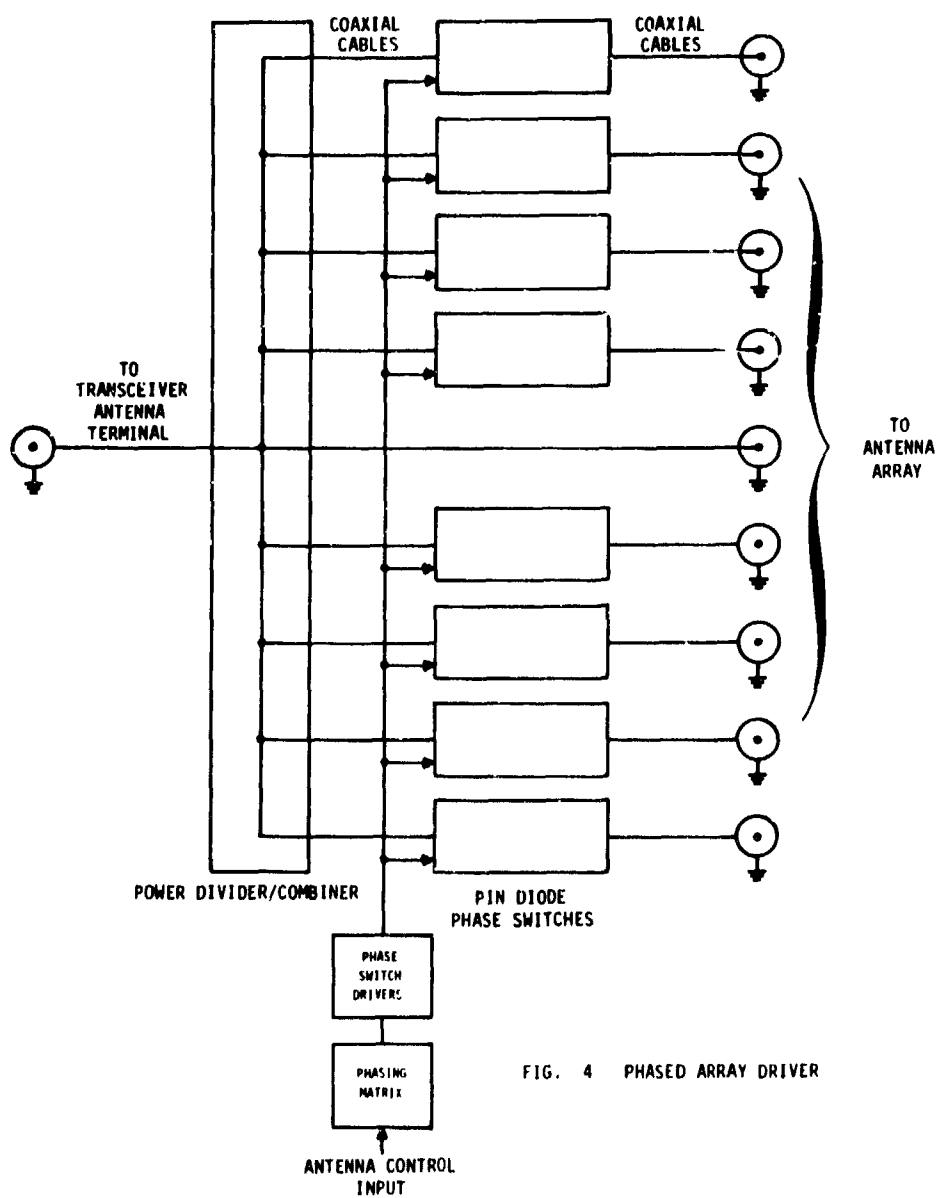 COAXIAL
CABLES
COAXIAL
CABLES
TO
TRANSCEIVER
ANTENNA
TERMINAL
TO
ANTENNA
ARRAY
POWER DIVIDER/COMBINER
PIN DIODE
PHASE SWITCHES
PHASE
SWITCH
DRIVERS
PHASING
MATRIX
FIG. 4 PHASED ARRAY DRIVER
ANTENNA CONTROL
INPUT